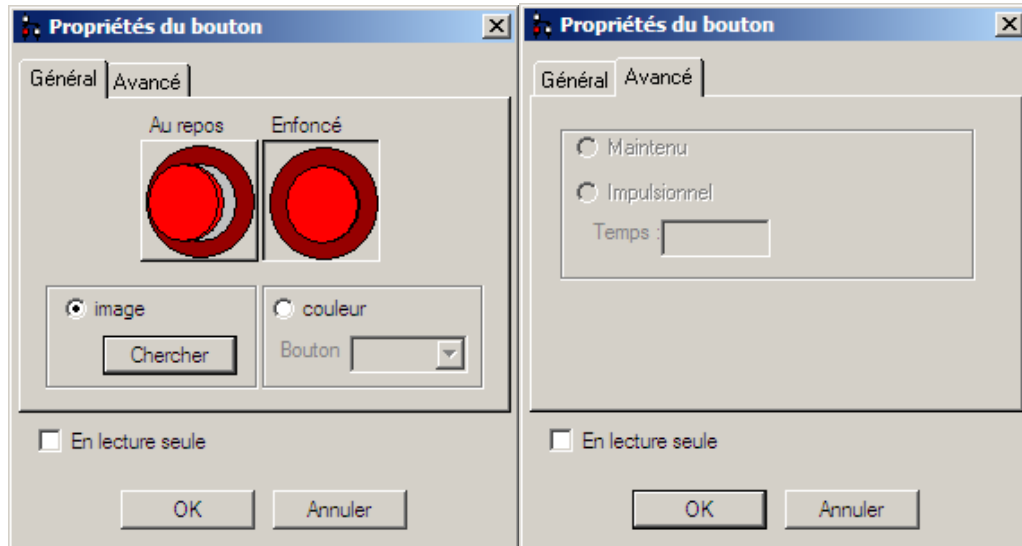 Propriétés du bouton
Général Avancé
Au repos Enfoncé
image
couleur
Chercher
Bouton
En lecture seule
OK Annuler
Propriétés du bouton
Général Avancé
Maintenu
Impulsionnel
Temps :
En lecture seule
OK Annuler